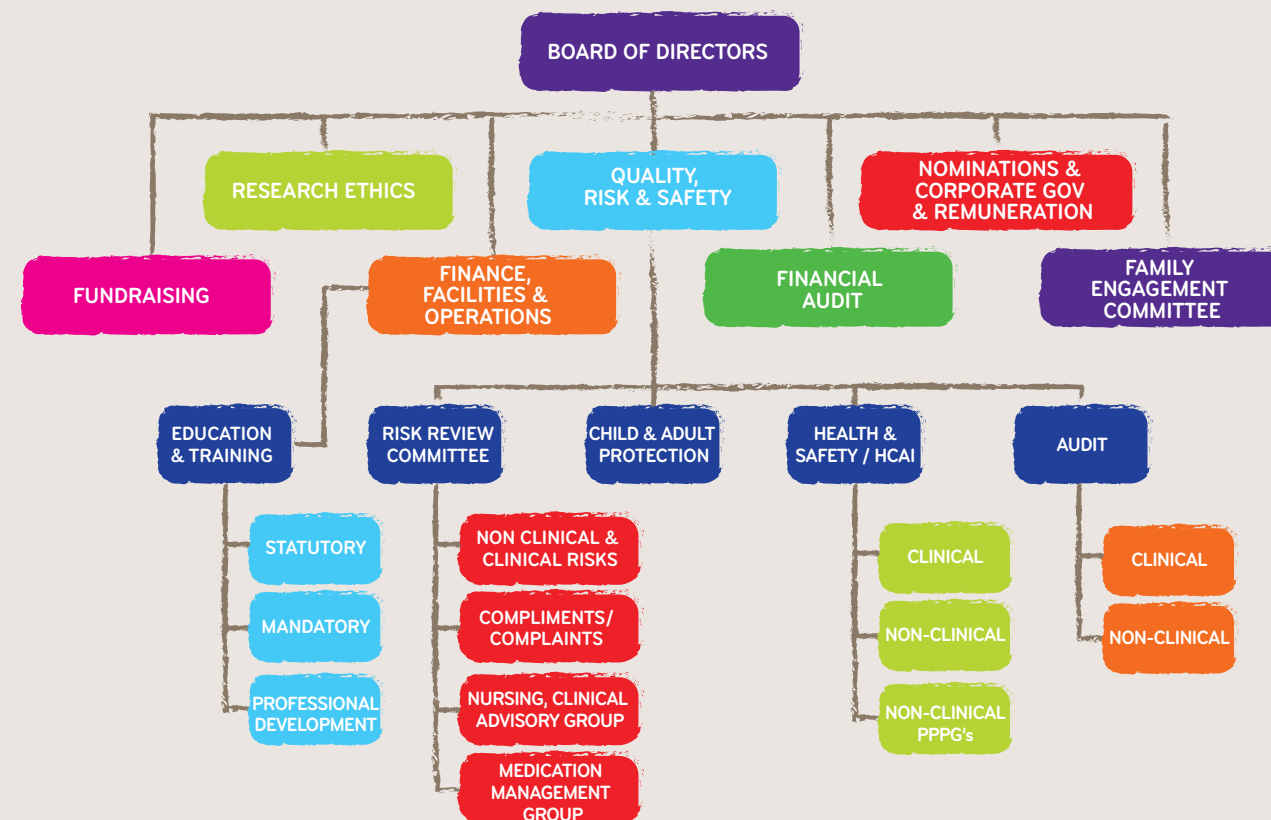 BOARD OF DIRECTORS
RESEARCH ETHICS
QUALITY,
RISK & SAFETY
NOMINATIONS &
CORPORATE GOV
& REMUNERATION
FUNDRAISING
FINANCE,
FACILITIES &
OPERATIONS
FINANCIAL
AUDIT
FAMILY
ENGAGEMENT
COMMITTEE
EDUCATION
& TRAINING
RISK REVIEW
COMMITTEE
CHILD & ADULT
PROTECTION
HEALTH &
SAFETY / HCAI
AUDIT
STATUTORY
MANDATORY
PROFESSIONAL
DEVELOPMENT
NON CLINICAL &
CLINICAL RISKS
COMPLIMENTS/
COMPLAINTS
NURSING, CLINICAL
ADVISORY GROUP
MEDICATION
MANAGEMENT
GROUP
CLINICAL
NON-CLINICAL
NON-CLINICAL
PPPG's
CLINICAL
NON-CLINICAL